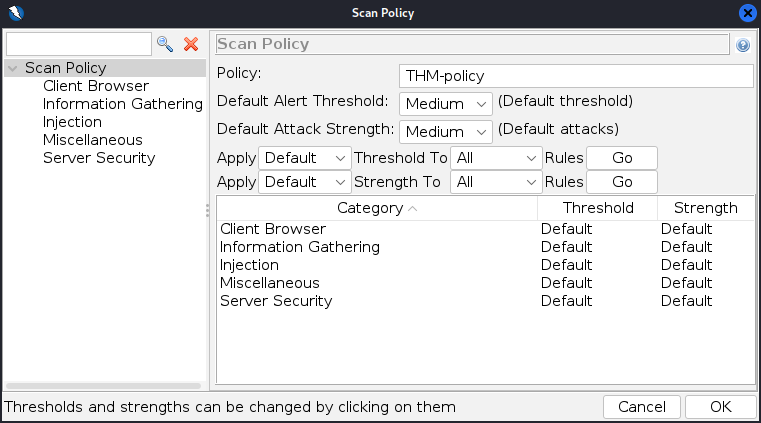 Scan Policy
Scan Policy
Client Browser
Information Gathering
Injection
Miscellaneous
Server Security
Scan Policy
Policy: THM-policy
Default Alert Threshold: Medium (Default threshold)
Default Attack Strength: Medium (Default attacks)
Apply Default Threshold To All Rules Go
Apply Default Strength To All Rules Go
Category Threshold Strength
Client Browser Default Default
Information Gathering Default Default
Injection Default Default
Miscellaneous Default Default
Server Security Default Default
Thresholds and strengths can be changed by clicking on them Cancel OK